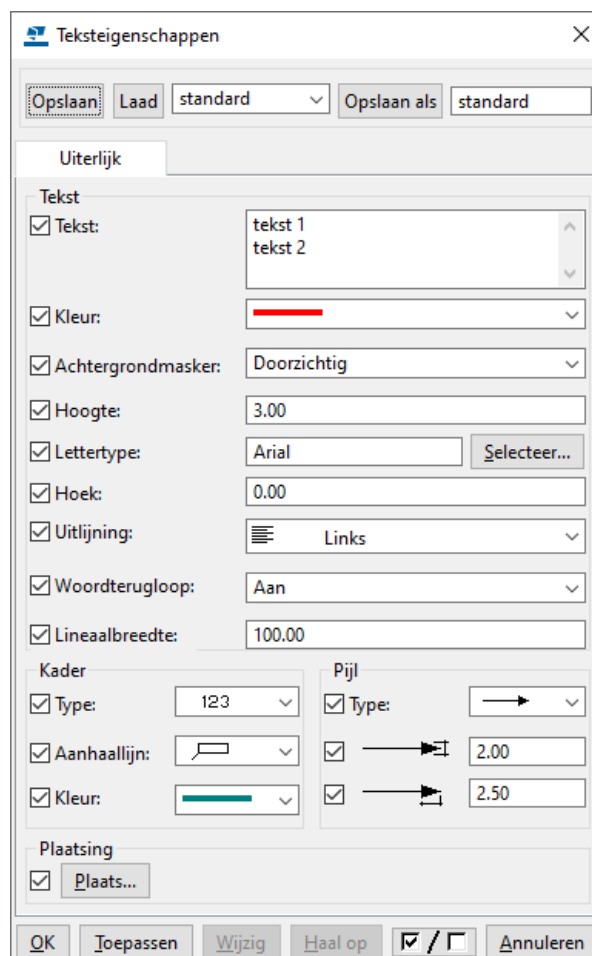 Teksteigenschappen
Opslaan Laad standard Opslaan als standard
Uiterlijk
Tekst
Tekst: tekst 1
tekst 2
Kleur:
Achtergrondmasker: Doorzichtig
Hoogte: 3.00
Lettertype: Arial Selecteer...
Hoek: 0.00
Uitlijning: Links
Woordterugloop: Aan
Lineaalbreedte: 100.00
Kader
Type: 123
Aanhaallijn:
Kleur:
Pijl
Type:
2.00
2.50
Plaatsing
Plaats...
OK Toepassen Wijzig Haal op / Annuleren